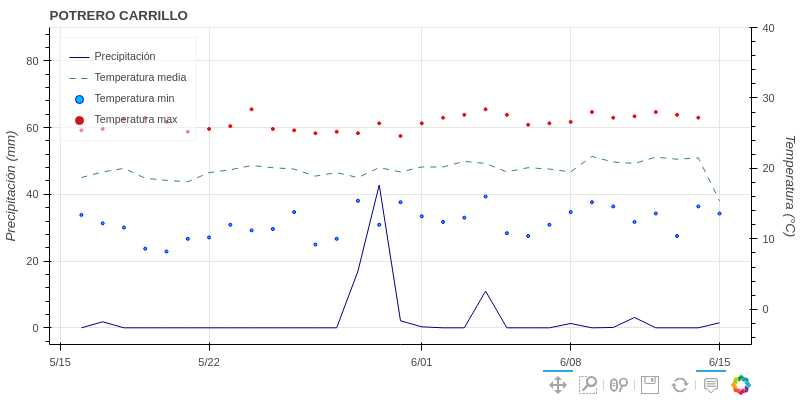 POTRERO CARRILLO
Precipitación
Temperatura media
Temperatura min
Temperatura max
Precipitación (mm)
80
60
40
20
0
Temperatura (°C)
40
30
20
10
0
5/15 5/22 6/01 6/08 6/15